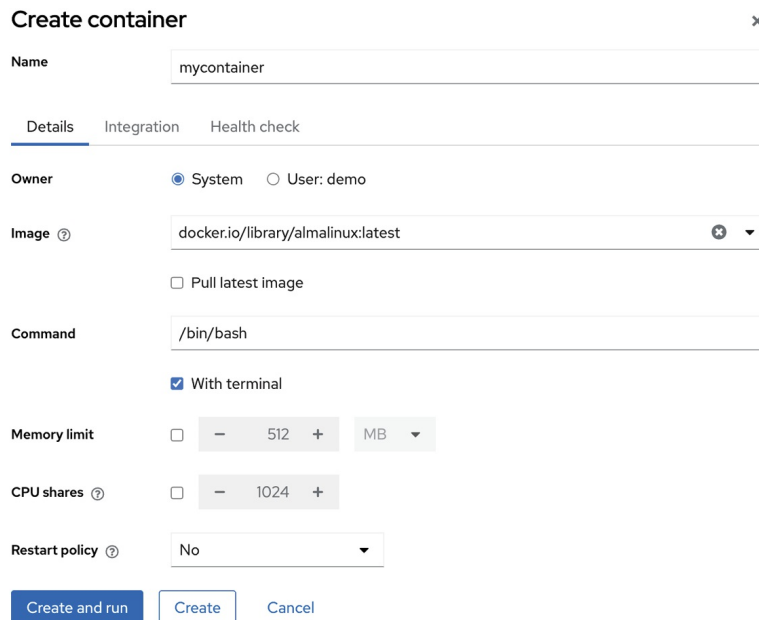 Create container
Name mycontainer
Details Integration Health check
Owner System User: demo
Image docker.io/library/almalinux:latest
Pull latest image
Command /bin/bash
With terminal
Memory limit 512 MB
CPU shares 1024
Restart policy No
Create and run Create Cancel